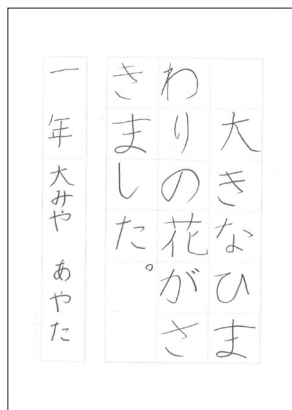 大きなひま
わりの花がさ
きました。
一年 大みや あやた